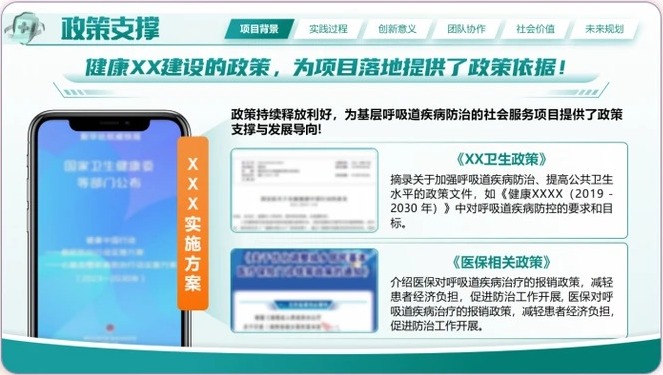 政策支撑
项目背景
实践过程
创新意义
团队协作
社会价值
未来规划
健康XX建设的政策，为项目落地提供了政策依据！
政策持续释放利好，为基层呼吸道疾病防治的社会服务项目提供了政策
支撑与发展导向!
国家卫生健康委
等部门公布
XXX实施方案
《XX卫生政策》
摘录关于加强呼吸道疾病防治、提高公共卫生
水平的政策文件，如《健康XXXX（2019 -
2030 年）》中对呼吸道疾病防控的要求和目
标。
《医保相关政策》
介绍医保对呼吸道疾病治疗的报销政策，减轻
患者经济负担，促进防治工作开展, 医保对呼
吸道疾病治疗的报销政策，减轻患者经济负担，
促进防治工作开展。